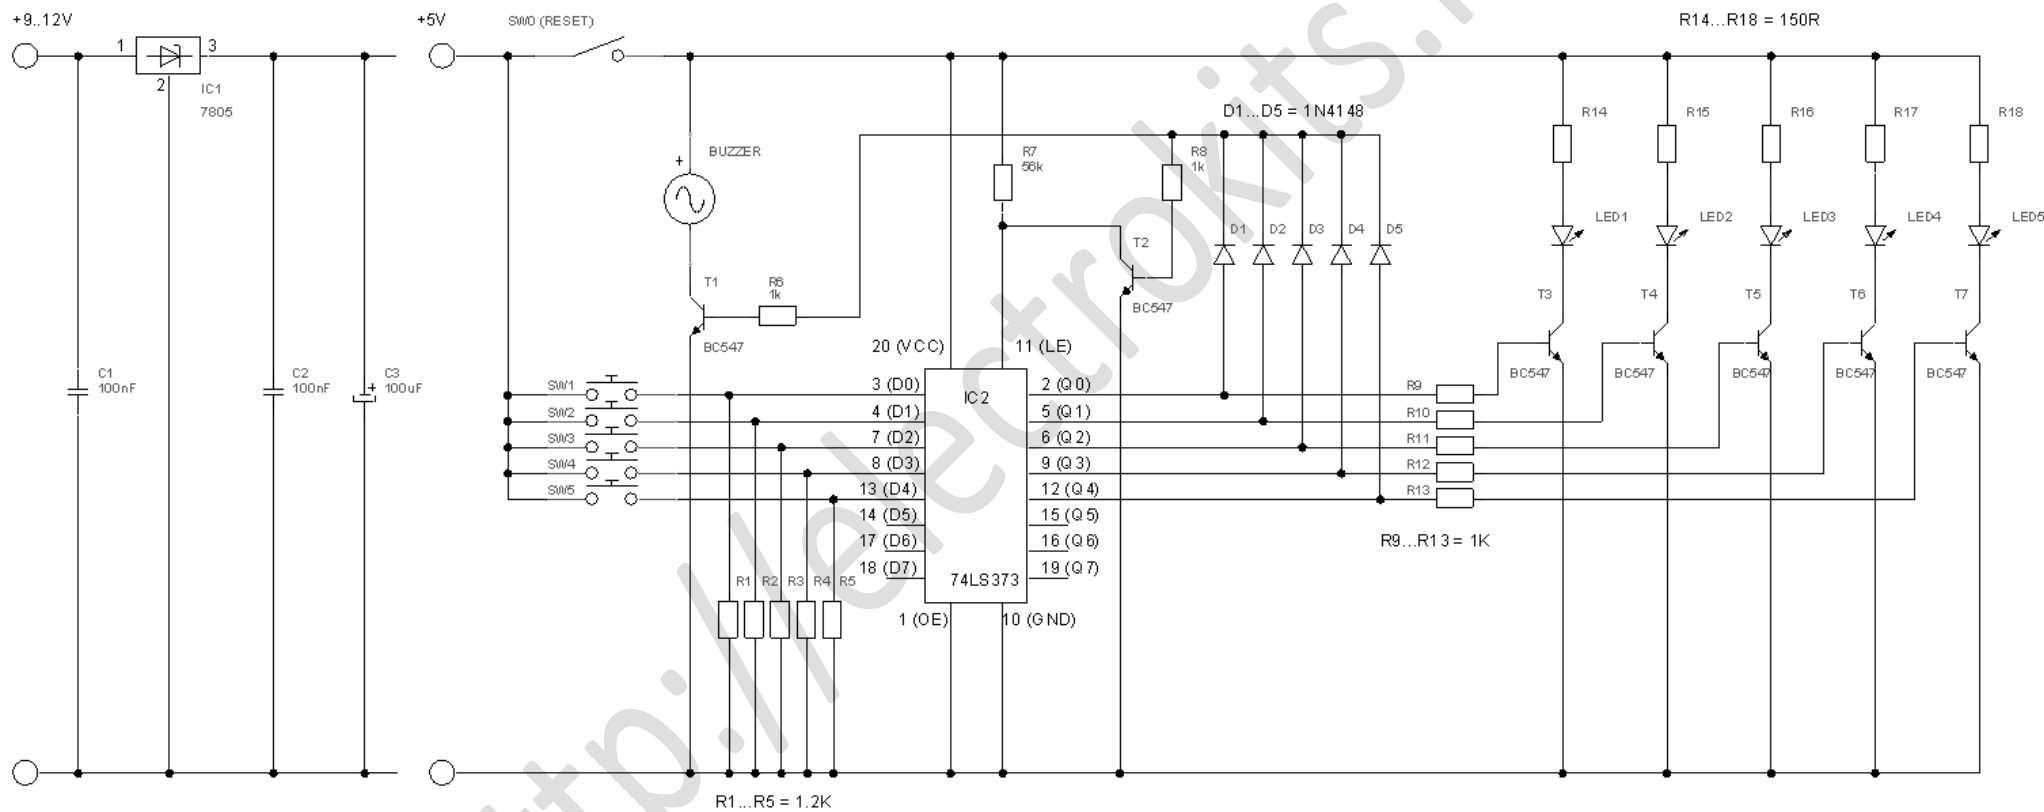 +9..12V
+5V
SW0 (RESET)
R14...R18 = 150R
1
3
2
IC1
7805
D1...D5 = 1N4148
R14
R15
R16
R17
R18
BUZZER
+
R7
56k
R8
1k
LED1
LED2
LED3
LED4
LED5
D1
D2
D3
D4
D5
T2
BC547
T1
R6
1k
BC547
T3
T4
T5
T6
T7
20 (VCC)
11 (LE)
C1
100nF
C2
100nF
C3
100uF
+
BC547
BC547
BC547
BC547
BC547
SW1
3 (D0)
IC2
2 (Q0)
R9
SW2
4 (D1)
5 (Q1)
R10
SW3
7 (D2)
6 (Q2)
R11
SW4
8 (D3)
9 (Q3)
R12
SW5
13 (D4)
12 (Q4)
R13
14 (D5)
15 (Q5)
17 (D6)
16 (Q6)
R9...R13 = 1K
18 (D7)
74LS373
19 (Q7)
R1
R2
R3
R4
R5
1 (OE)
10 (GND)
R1...R5 = 1.2K
ttp://electrokits.